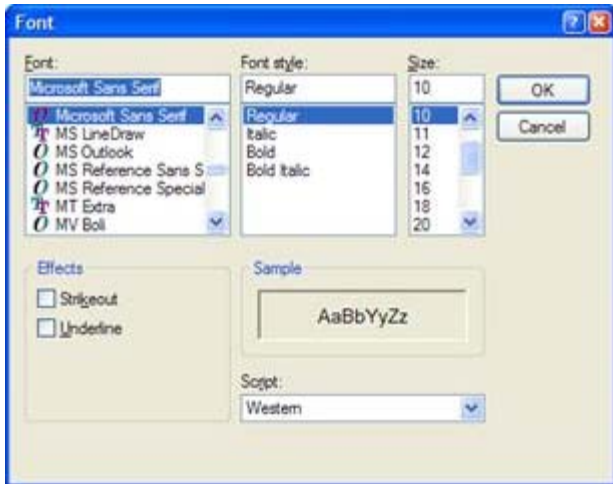 Font
Font:
Font style:
Size:
Microsoft Sans Serif
Regular
10
OK
Cancel
Microsoft Sans Serif
MS LineDraw
MS Outlook
MS Reference Sans S
MS Reference Special
MT Extra
MV Boli
Regular
Italic
Bold
Bold Italic
10
11
12
14
16
18
20
Effects
Strikeout
Underline
Sample
AaBbYyZz
Script:
Western